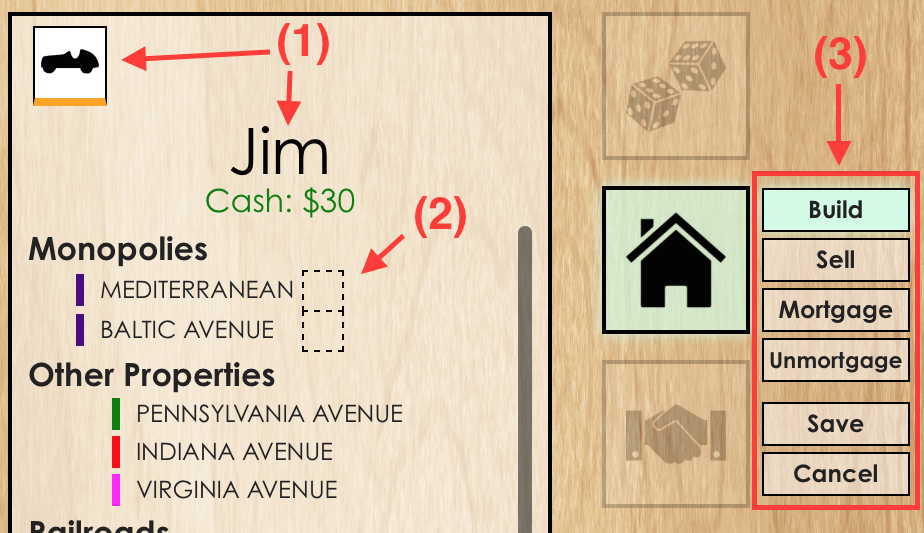 (1)
Jim
Cash: $30
(2)
Monopolies
MEDITERRANEAN
BALTIC AVENUE
Other Properties
PENNSYLVANIA AVENUE
INDIANA AVENUE
VIRGINIA AVENUE
Railroads
(3)
Build
Sell
Mortgage
Unmortgage
Save
Cancel